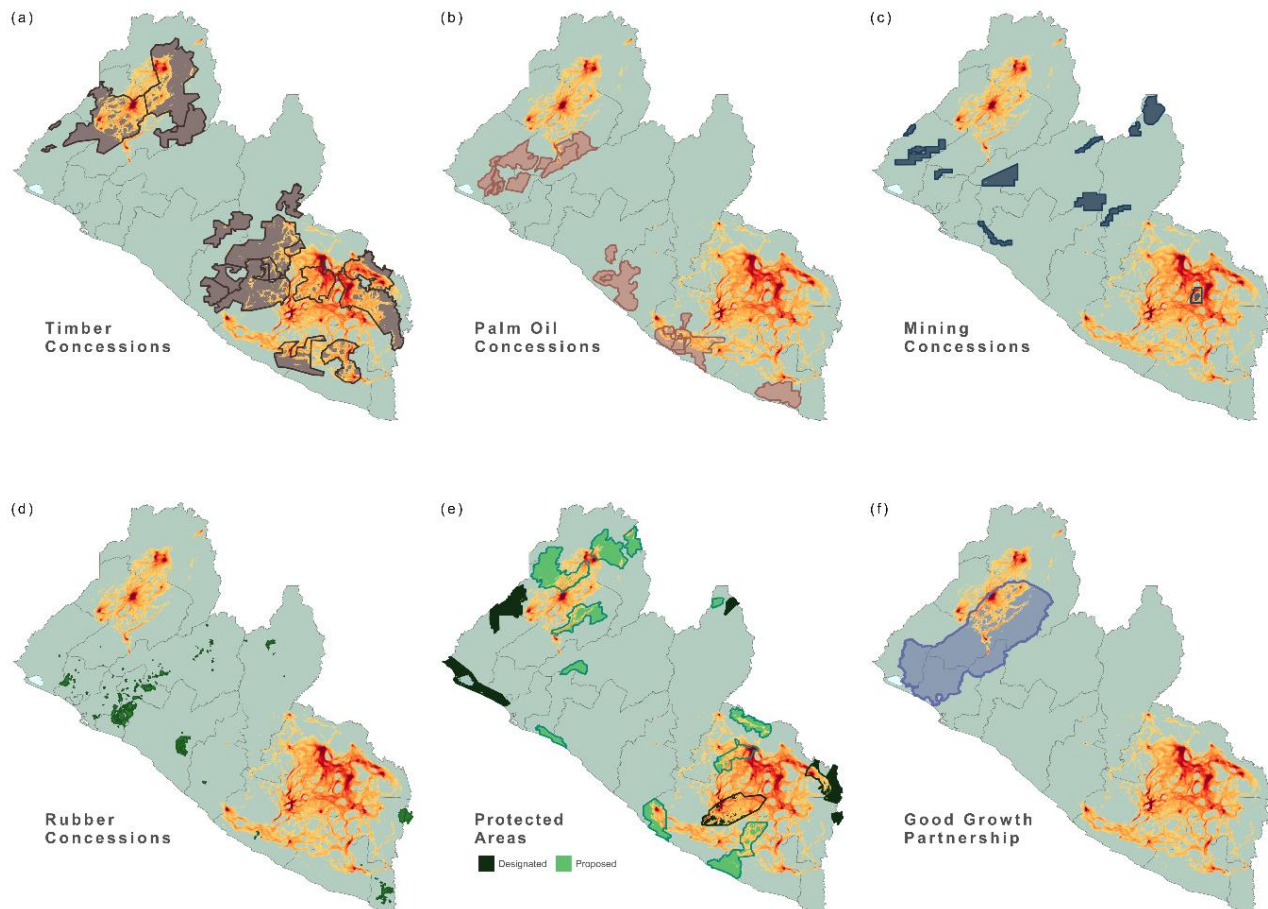 (a)
(b)
(c)
Timber
Concessions
Palm Oil
Concessions
Mining
Concessions
(d)
(e)
(f)
Rubber
Concessions
Protected
Areas
Designated
Proposed
Good Growth
Partnership